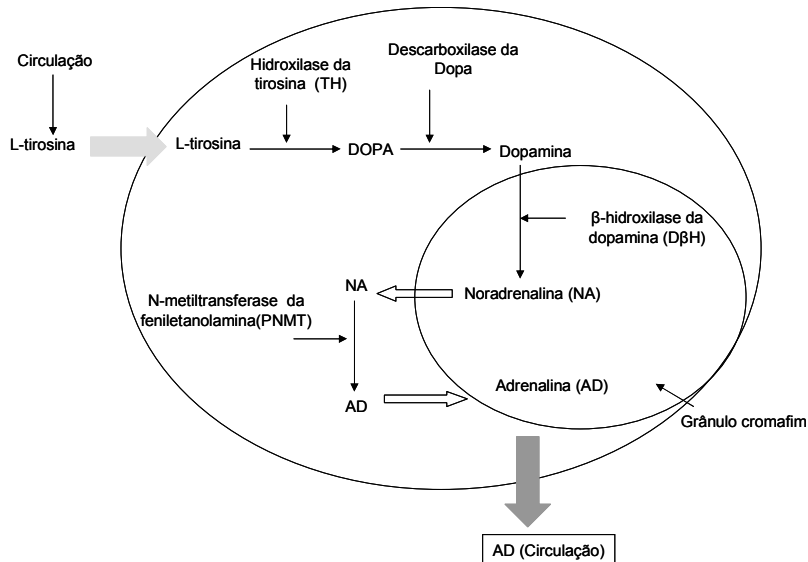 Circulação
L-tirosina
Hidroxilase da
tirosina (TH)
Descarboxilase da
Dopa
L-tirosina
DOPA
Dopamina
β-hidroxilase da
dopamina (DβH)
Noradrenalina (NA)
NA
N-metiltransferase da
feniletanolamina(PNMT)
AD
Adrenalina (AD)
Grânulo cromafim
AD (Circulação)